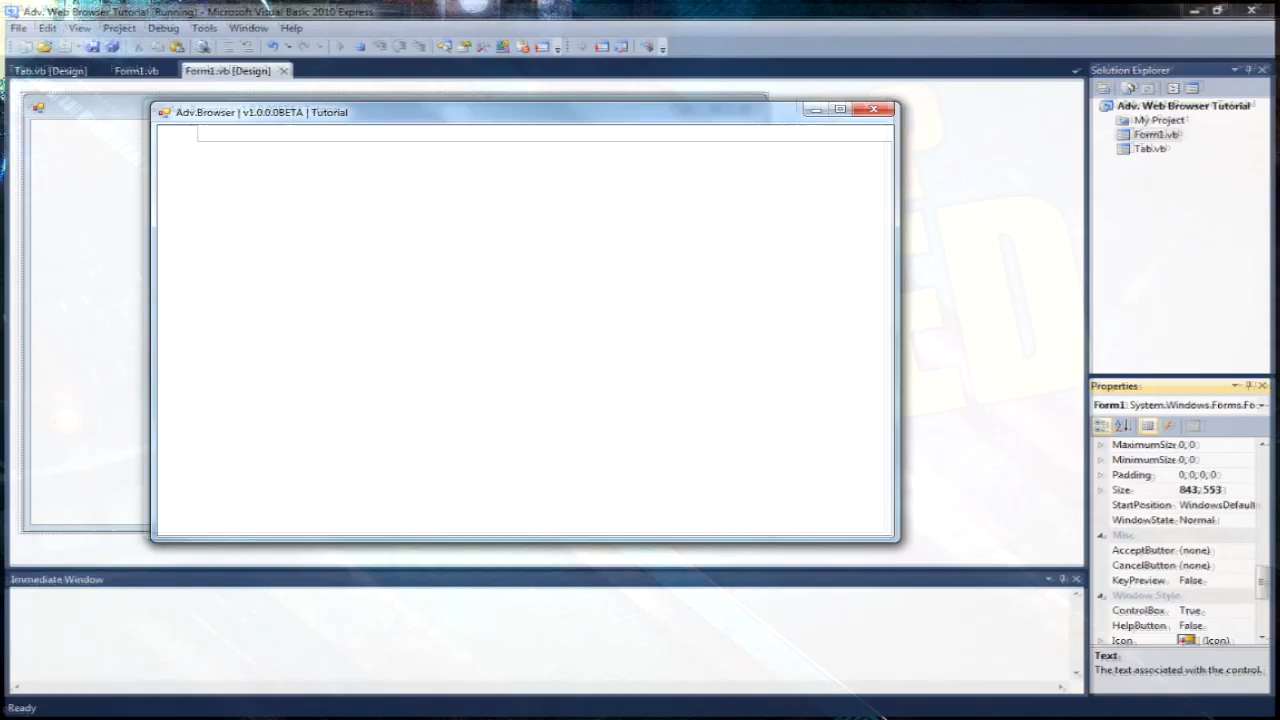 Adv. Web Browser Tutorial [Running] - Microsoft Visual Basic 2010 Express
File Edit View Project Debug Tools Window Help
Tab.vb [Design] Form1.vb Form1.vb [Design]
Adv.Browser | v1.0.0.0BETA | Tutorial
Solution Explorer
Adv. Web Browser Tutorial
My Project
Form1.vb
Tab.vb
Properties
Form1 System.Windows.Forms.Fo
MaximumSize 0, 0
MinimumSize 0, 0
Padding 0, 0, 0, 0
Size 843, 553
StartPosition WindowsDefault
WindowState Normal
Misc
AcceptButton (none)
CancelButton (none)
KeyPreview False
Window Style
ControlBox True
HelpButton False
Icon (Icon)
Text
The text associated with the control.
Immediate Window
Ready